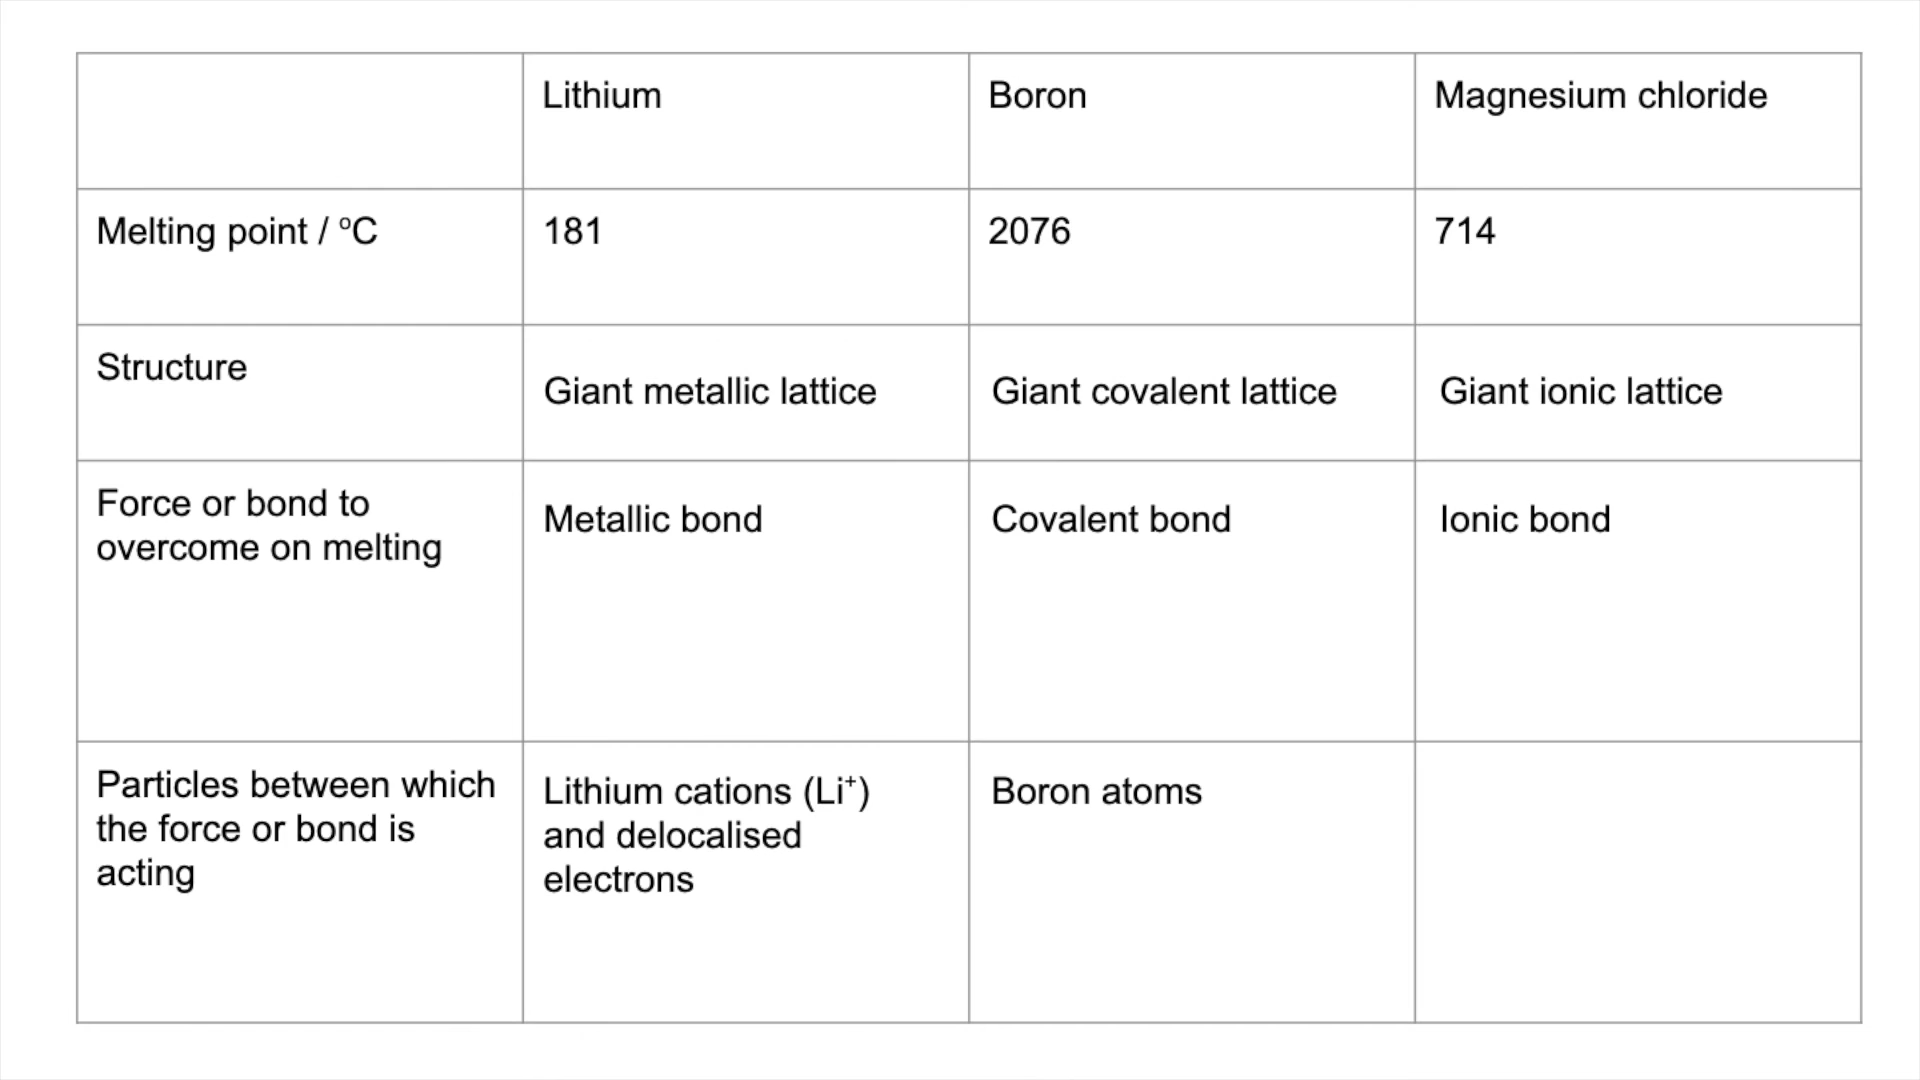 Lithium
Boron
Magnesium chloride
Melting point / ºC
181
2076
714
Structure
Giant metallic lattice
Giant covalent lattice
Giant ionic lattice
Force or bond to
overcome on melting
Metallic bond
Covalent bond
Ionic bond
Particles between which
the force or bond is
acting
Lithium cations (Li⁺)
and delocalised
electrons
Boron atoms